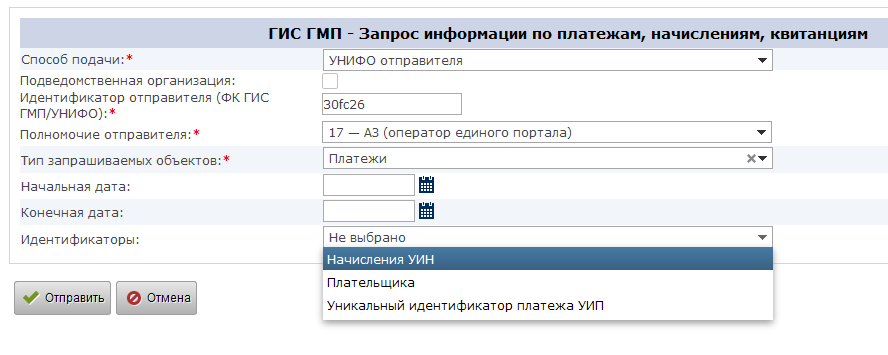 ГИС ГМП - Запрос информации по платежам, начислениям, квитанциям
Способ подачи:* УНИФО отправителя
Подведомственная организация:
Идентификатор отправителя (ФК ГИС
ГМП/УНИФО):* 30fc26
Полномочие отправителя:* 17 — АЗ (оператор единого портала)
Тип запрашиваемых объектов:* Платежи
Начальная дата:
Конечная дата:
Идентификаторы: Не выбрано
Начисления УИН
Плательщика
Уникальный идентификатор платежа УИП
Отправить Отмена